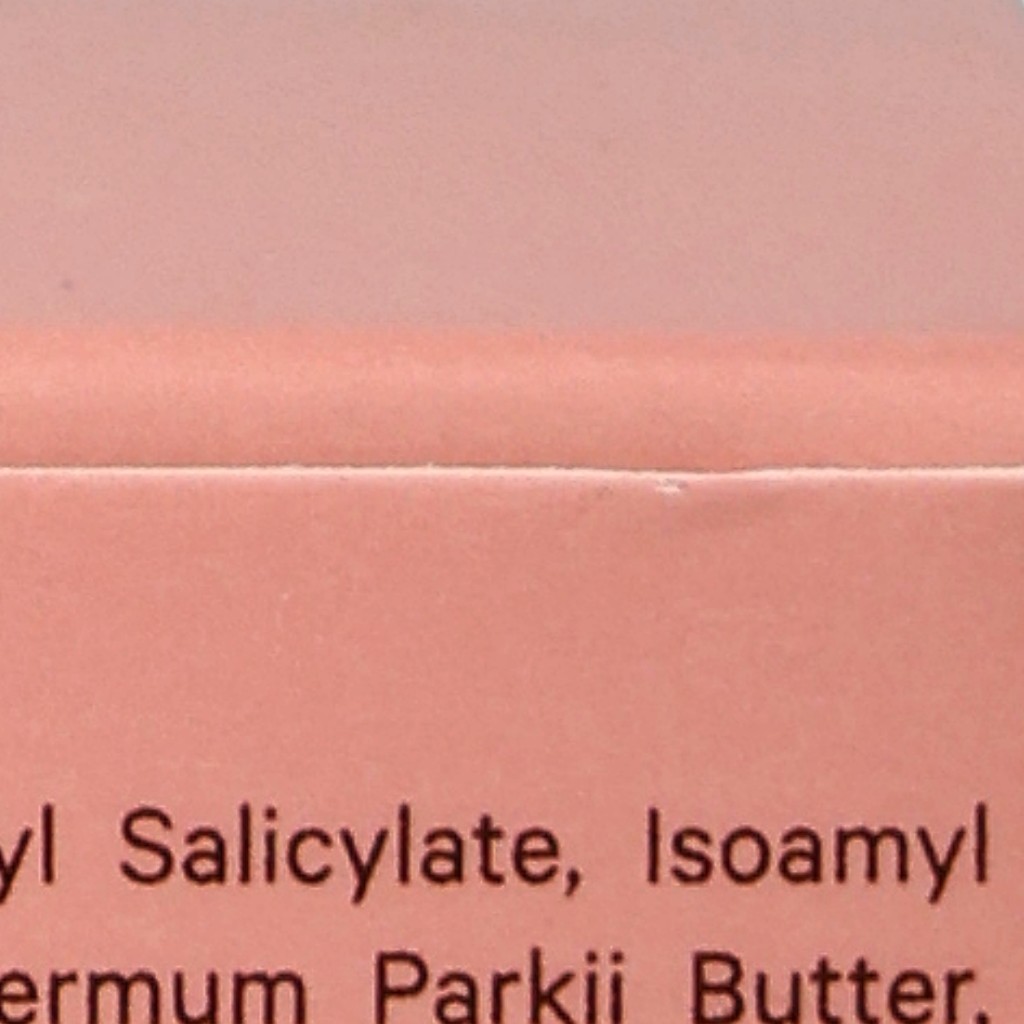 yl Salicylate, Isoamyl
ermum Parkii Butter,